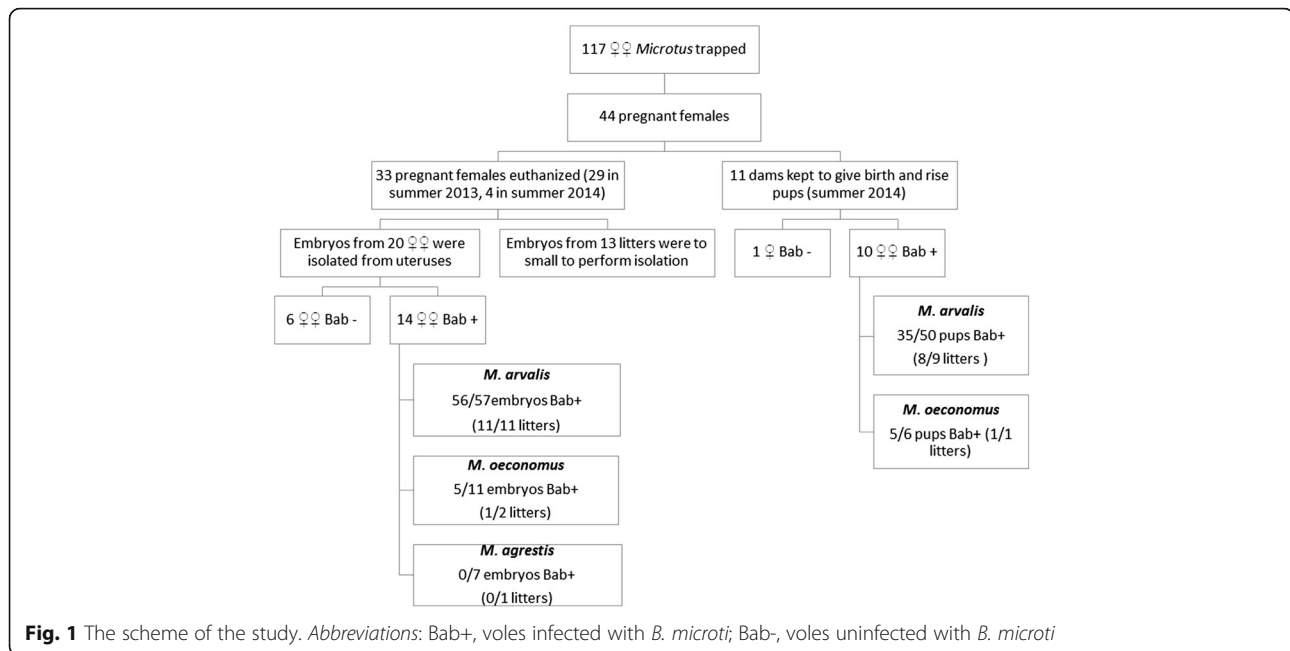 117 ♀♀ Microtus trapped
44 pregnant females
33 pregnant females euthanized (29 in
summer 2013, 4 in summer 2014)
11 dams kept to give birth and rise
pups (summer 2014)
Embryos from 20 ♀♀ were
isolated from uteruses
Embryos from 13 litters were to
small to perform isolation
1 ♀ Bab -
10 ♀♀ Bab +
6 ♀♀ Bab -
14 ♀♀ Bab +
M. arvalis
35/50 pups Bab+
(8/9 litters )
M. arvalis
56/57embryos Bab+
(11/11 litters)
M. oeconomus
5/6 pups Bab+ (1/1
litters)
M. oeconomus
5/11 embryos Bab+
(1/2 litters)
M. agrestis
0/7 embryos Bab+
(0/1 litters)
Fig. 1 The scheme of the study. Abbreviations: Bab+, voles infected with B. microti; Bab-, voles uninfected with B. microti